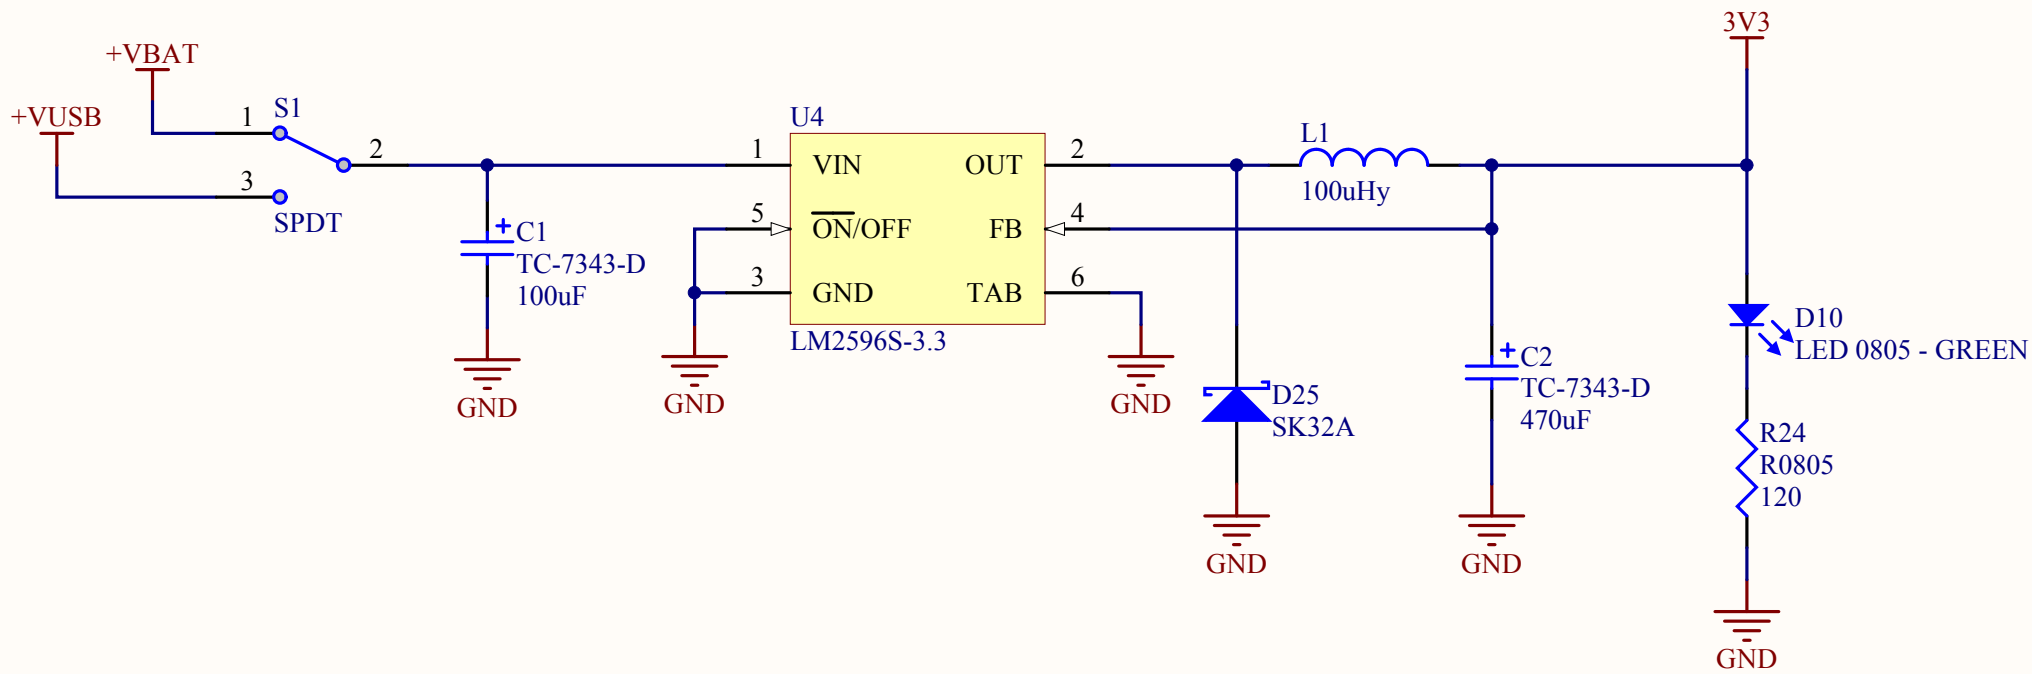 3V3
+VBAT
+VUSB
1
S1
2
3
SPDT
C1
TC-7343-D
100uF
GND
U4
1 VIN OUT 2
5 ON/OFF FB 4
3 GND TAB 6
LM2596S-3.3
GND
GND
L1
100uHy
D25
SK32A
GND
C2
TC-7343-D
470uF
GND
D10
LED 0805 - GREEN
R24
R0805
120
GND